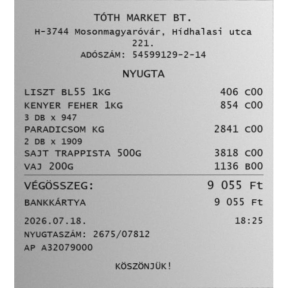 TÓTH MARKET BT.
H-3744 Mosonmagyaróvár, Hídhalasi utca
221.
ADÓSZÁM: 54599129-2-14
NYUGTA
LISZT BL55 1KG 406 C00
KENYER FEHER 1KG 854 C00
3 DB x 947
PARADICSOM KG 2841 C00
2 DB x 1909
SAJT TRAPPISTA 500G 3818 C00
VAJ 200G 1136 B00
VÉGÖSSZEG: 9 055 Ft
BANKKÁRTYA 9 055 Ft
2026.07.18. 18:25
NYUGTASZÁM: 2675/07812
AP A32079000
KÖSZÖNJÜK!